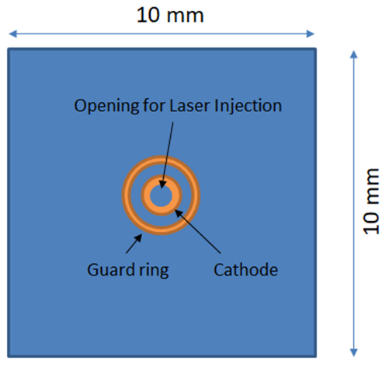 10 mm
Opening for Laser Injection
10 mm
Guard ring
Cathode